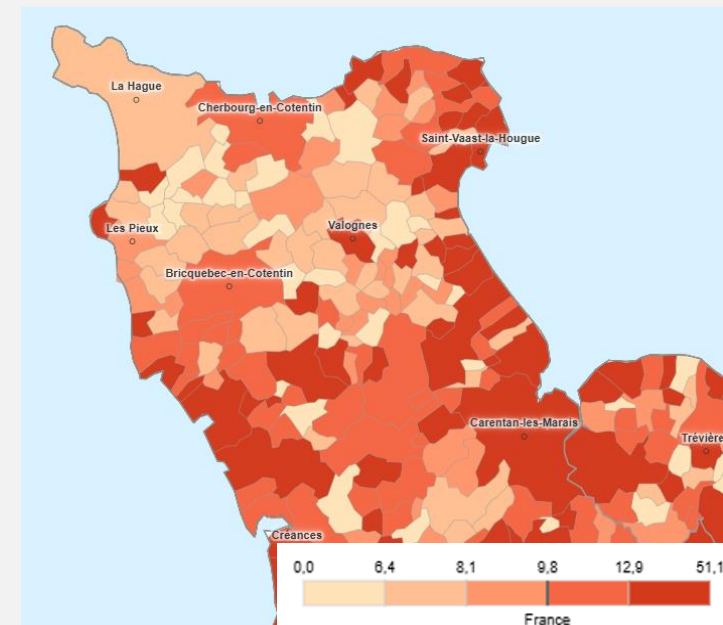 La Hague
Cherbourg-en-Cotentin
Saint-Vaast-la-Hougue
Les Pieux
Valognes
Bricquebec-en-Cotentin
Carentan-les-Marais
Trévière
Créances
0,0 6,4 8,1 9,8 12,9 51,1
France